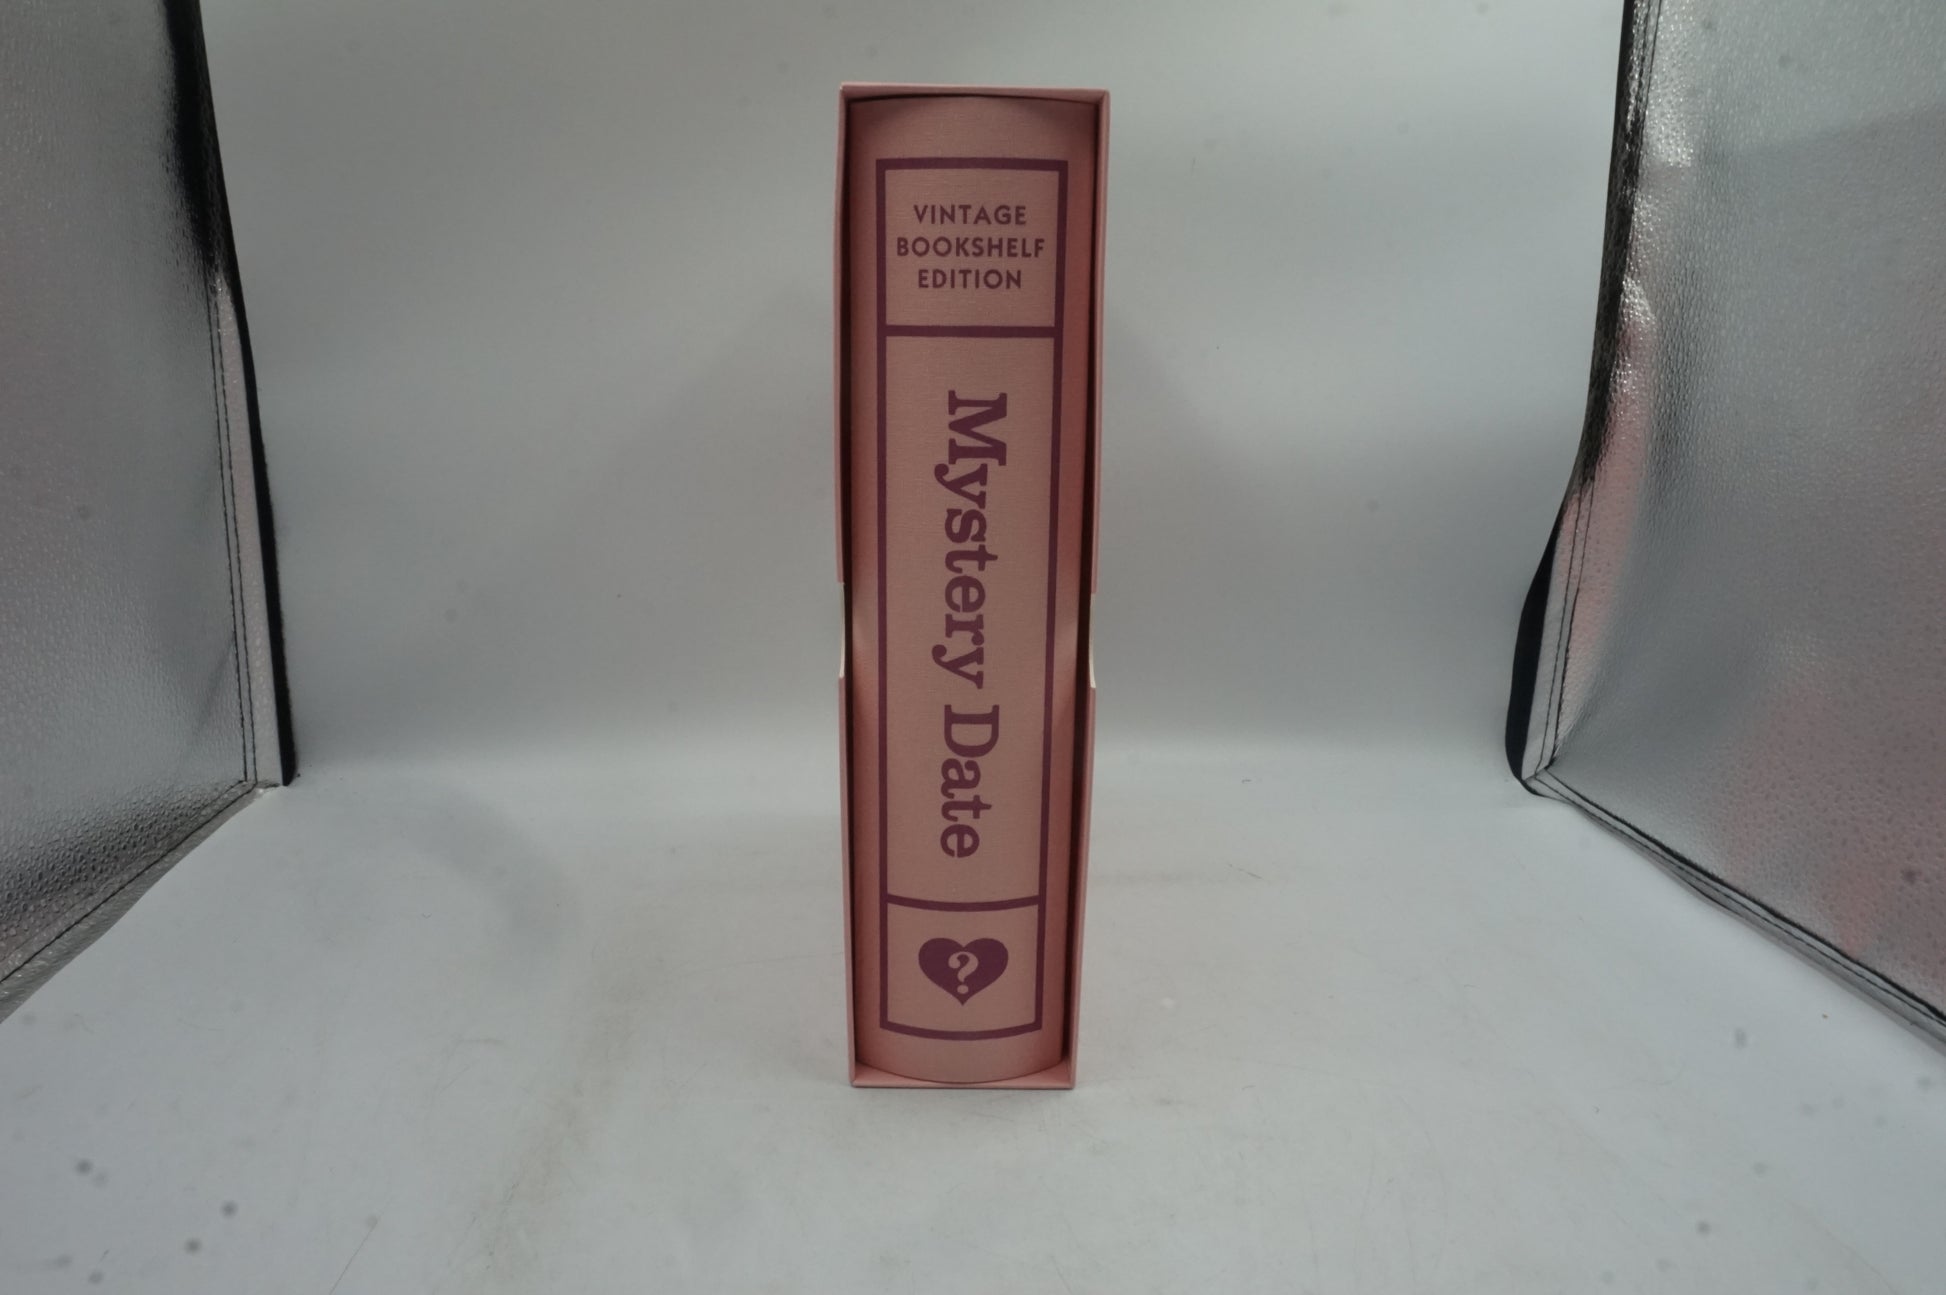 VINTAGE
BOOKSHELF
EDITION
Mystery Date
?